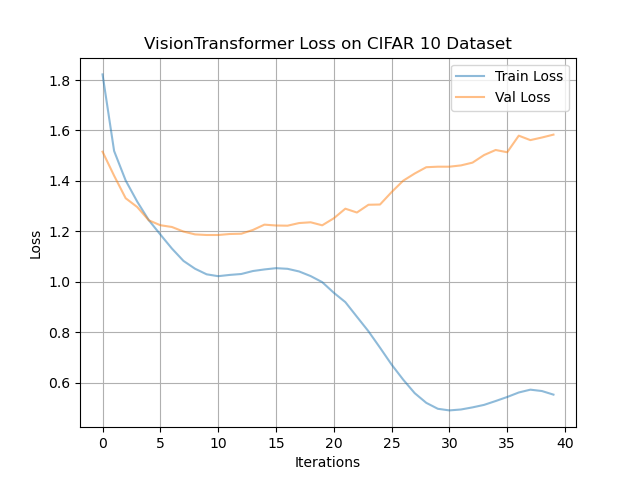 VisionTransformer Loss on CIFAR 10 Dataset
Train Loss
Val Loss
1.8
1.6
1.4
1.2
1.0
0.8
0.6
Loss
0 5 10 15 20 25 30 35 40
Iterations